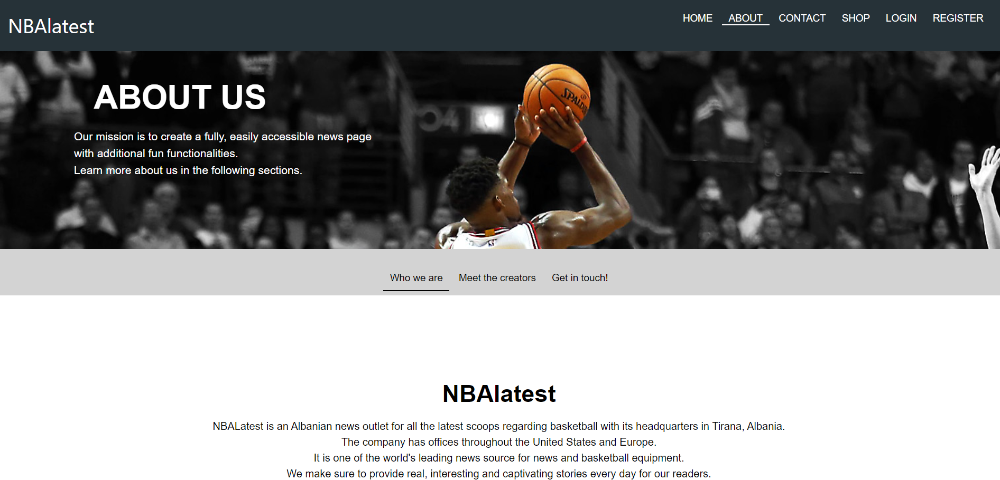 NBAlatest
HOME ABOUT CONTACT SHOP LOGIN REGISTER
ABOUT US
SPALDI
Our mission is to create a fully, easily accessible news page
with additional fun functionalities.
Learn more about us in the following sections.
Who we are Meet the creators Get in touch!
NBAlatest
NBALatest is an Albanian news outlet for all the latest scoops regarding basketball with its headquarters in Tirana, Albania.
The company has offices throughout the United States and Europe.
It is one of the world's leading news source for news and basketball equipment.
We make sure to provide real, interesting and captivating stories every day for our readers.